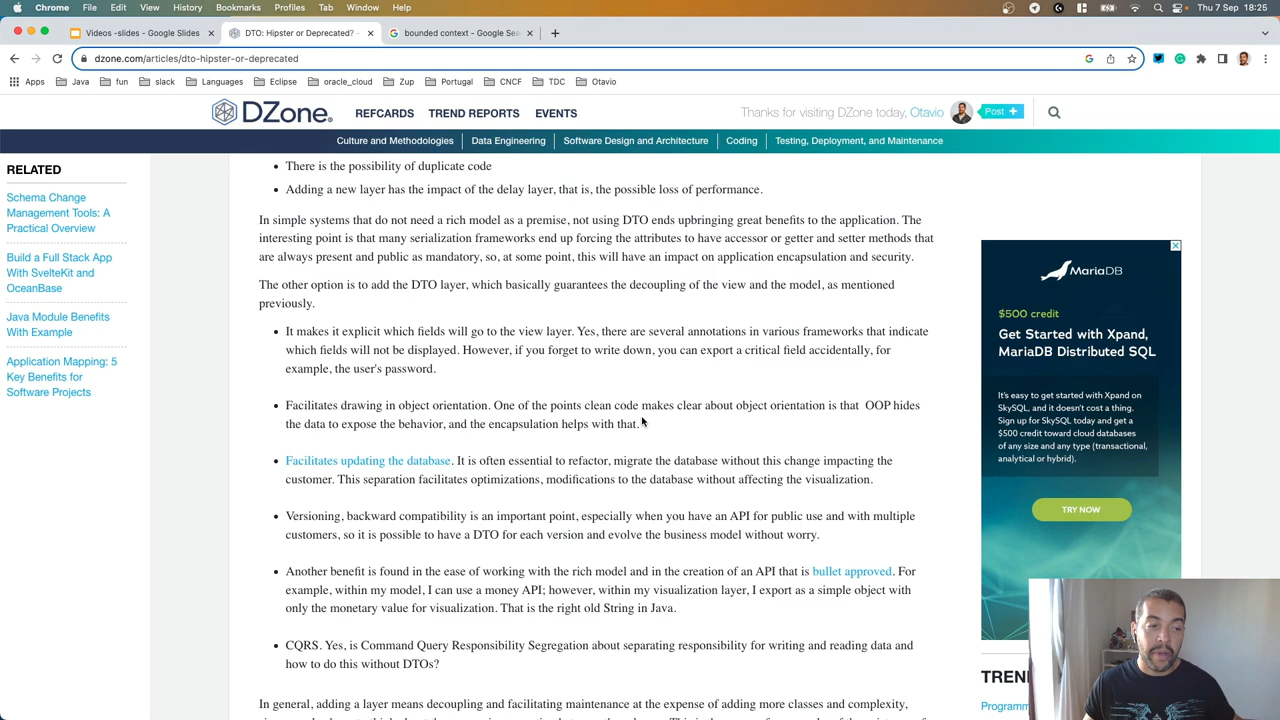 Chrome File Edit View History Bookmarks Profiles Tab Window Help Thu 7 Sep 18:25
Videos -slides - Google Slides
DTO: Hipster or Deprecated? -
bounded context - Google Sea
dzone.com/articles/dto-hipster-or-deprecated
Apps Java fun slack Languages Eclipse oracle_cloud Zup Portugal CNCF TDC Otavio
DZone.
REFCARDS TREND REPORTS EVENTS
Thanks for visiting DZone today, Otavio
Post +
Culture and Methodologies Data Engineering Software Design and Architecture Coding Testing, Deployment, and Maintenance
RELATED
Schema Change
Management Tools: A
Practical Overview
Build a Full Stack App
With SvelteKit and
OceanBase
Java Module Benefits
With Example
Application Mapping: 5
Key Benefits for
Software Projects
• There is the possibility of duplicate code
• Adding a new layer has the impact of the delay layer, that is, the possible loss of performance.
In simple systems that do not need a rich model as a premise, not using DTO ends upbringing great benefits to the application. The
interesting point is that many serialization frameworks end up forcing the attributes to have accessor or getter and setter methods that
are always present and public as mandatory, so, at some point, this will have an impact on application encapsulation and security.
The other option is to add the DTO layer, which basically guarantees the decoupling of the view and the model, as mentioned
previously.
• It makes it explicit which fields will go to the view layer. Yes, there are several annotations in various frameworks that indicate
which fields will not be displayed. However, if you forget to write down, you can export a critical field accidentally, for
example, the user's password.
• Facilitates drawing in object orientation. One of the points clean code makes clear about object orientation is that OOP hides
the data to expose the behavior, and the encapsulation helps with that.
• Facilitates updating the database. It is often essential to refactor, migrate the database without this change impacting the
customer. This separation facilitates optimizations, modifications to the database without affecting the visualization.
• Versioning, backward compatibility is an important point, especially when you have an API for public use and with multiple
customers, so it is possible to have a DTO for each version and evolve the business model without worry.
• Another benefit is found in the ease of working with the rich model and in the creation of an API that is bullet approved. For
example, within my model, I can use a money API; however, within my visualization layer, I export as a simple object with
only the monetary value for visualization. That is the right old String in Java.
• CQRS. Yes, is Command Query Responsibility Segregation about separating responsibility for writing and reading data and
how to do this without DTOs?
In general, adding a layer means decoupling and facilitating maintenance at the expense of adding more classes and complexity,
MariaDB
$500 credit
Get Started with Xpand,
MariaDB Distributed SQL
It's easy to get started with Xpand on
SkySQL, and it doesn't cost a thing.
Sign up for SkySQL today and get a
$500 credit toward cloud databases
of any size and any type (transactional,
analytical or hybrid).
TRY NOW
TREN
Programm